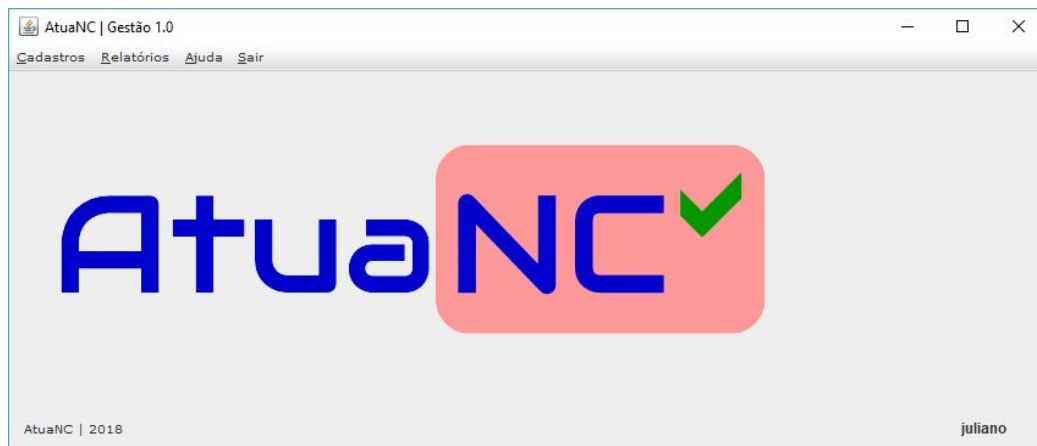 AtuaNC | Gestão 1.0
Cadastros Relatórios Ajuda Sair
AtuaNC
AtuaNC | 2018
juliano